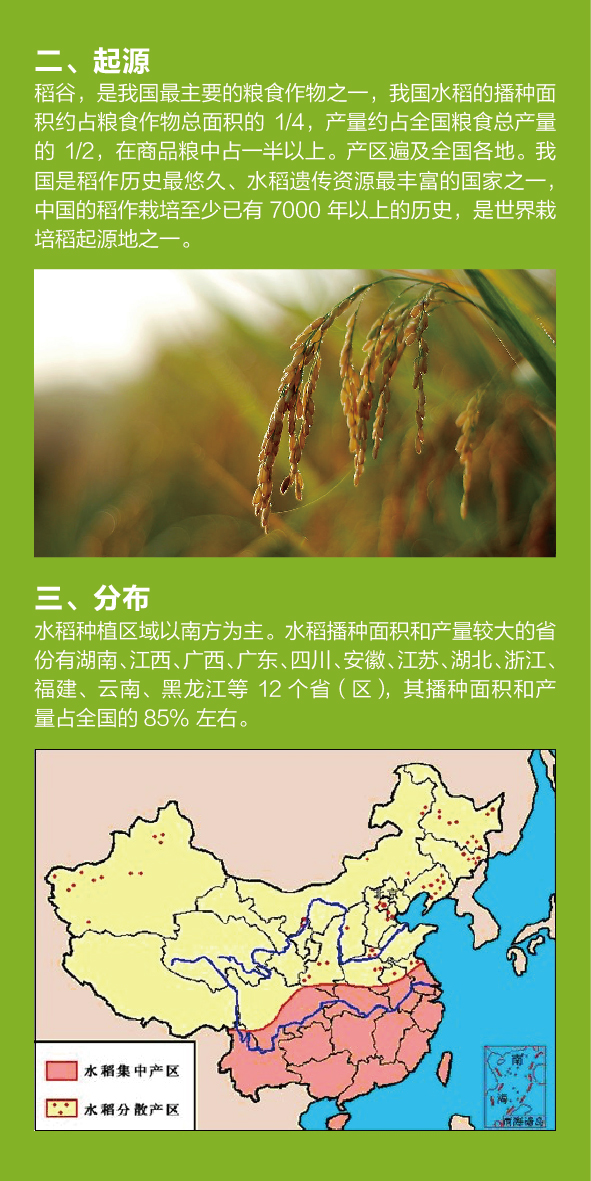 二、起源
稻谷，是我国最主要的粮食作物之一，我国水稻的播种面
积约占粮食作物总面积的 1/4，产量约占全国粮食总产量
的 1/2，在商品粮中占一半以上。产区遍及全国各地。我
国是稻作历史最悠久、水稻遗传资源最丰富的国家之一，
中国的稻作栽培至少已有 7000 年以上的历史，是世界栽
培稻起源地之一。
三、分布
水稻种植区域以南方为主。水稻播种面积和产量较大的省
份有湖南、江西、广西、广东、四川、安徽、江苏、湖北、浙江、
福建、云南、黑龙江等 12 个省（区），其播种面积和产
量占全国的 85% 左右。
北京
水稻集中产区
水稻分散产区
南
海
南海诸岛